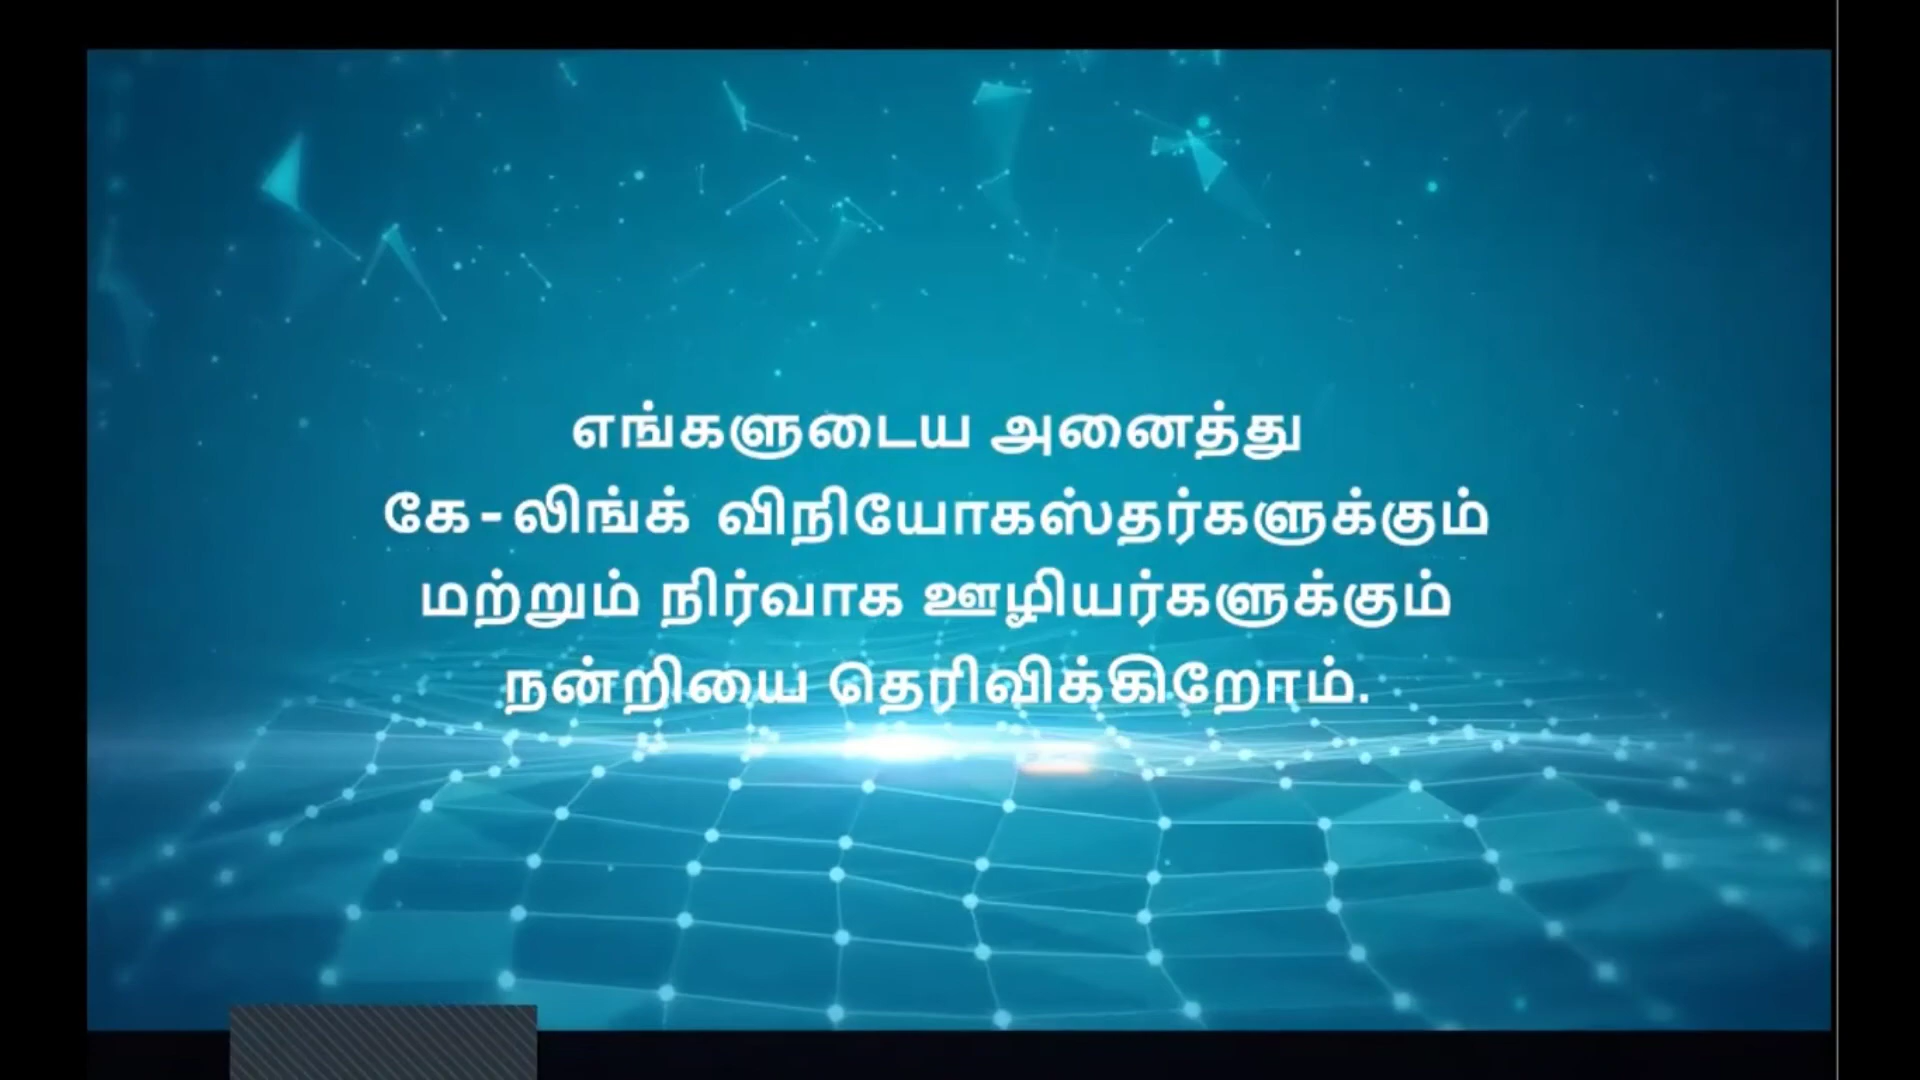 எங்களுடைய அனைத்து
கே - லிங்க் விநியோகஸ்தர்களுக்கும்
மற்றும் நிர்வாக ஊழியர்களுக்கும்
நன்றியை தெரிவிக்கிறோம்.